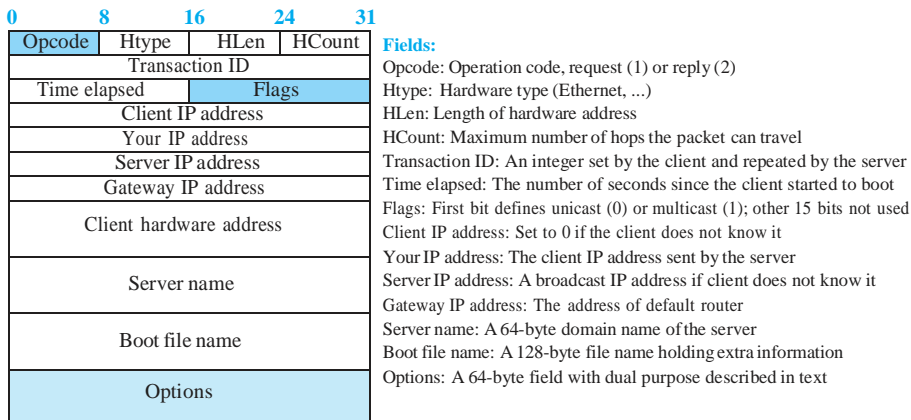 0 8 16 24 31
Opcode Htype HLen HCount
Transaction ID
Time elapsed Flags
Client IP address
Your IP address
Server IP address
Gateway IP address
Client hardware address
Server name
Boot file name
Options
Fields:
Opcode: Operation code, request (1) or reply (2)
Htype: Hardware type (Ethernet, ...)
HLen: Length of hardware address
HCount: Maximum number of hops the packet can travel
Transaction ID: An integer set by the client and repeated by the server
Time elapsed: The number of seconds since the client started to boot
Flags: First bit defines unicast (0) or multicast (1); other 15 bits not used
Client IP address: Set to 0 if the client does not know it
Your IP address: The client IP address sent by the server
Server IP address: A broadcast IP address if client does not know it
Gateway IP address: The address of default router
Server name: A 64-byte domain name of the server
Boot file name: A 128-byte file name holding extra information
Options: A 64-byte field with dual purpose described in text